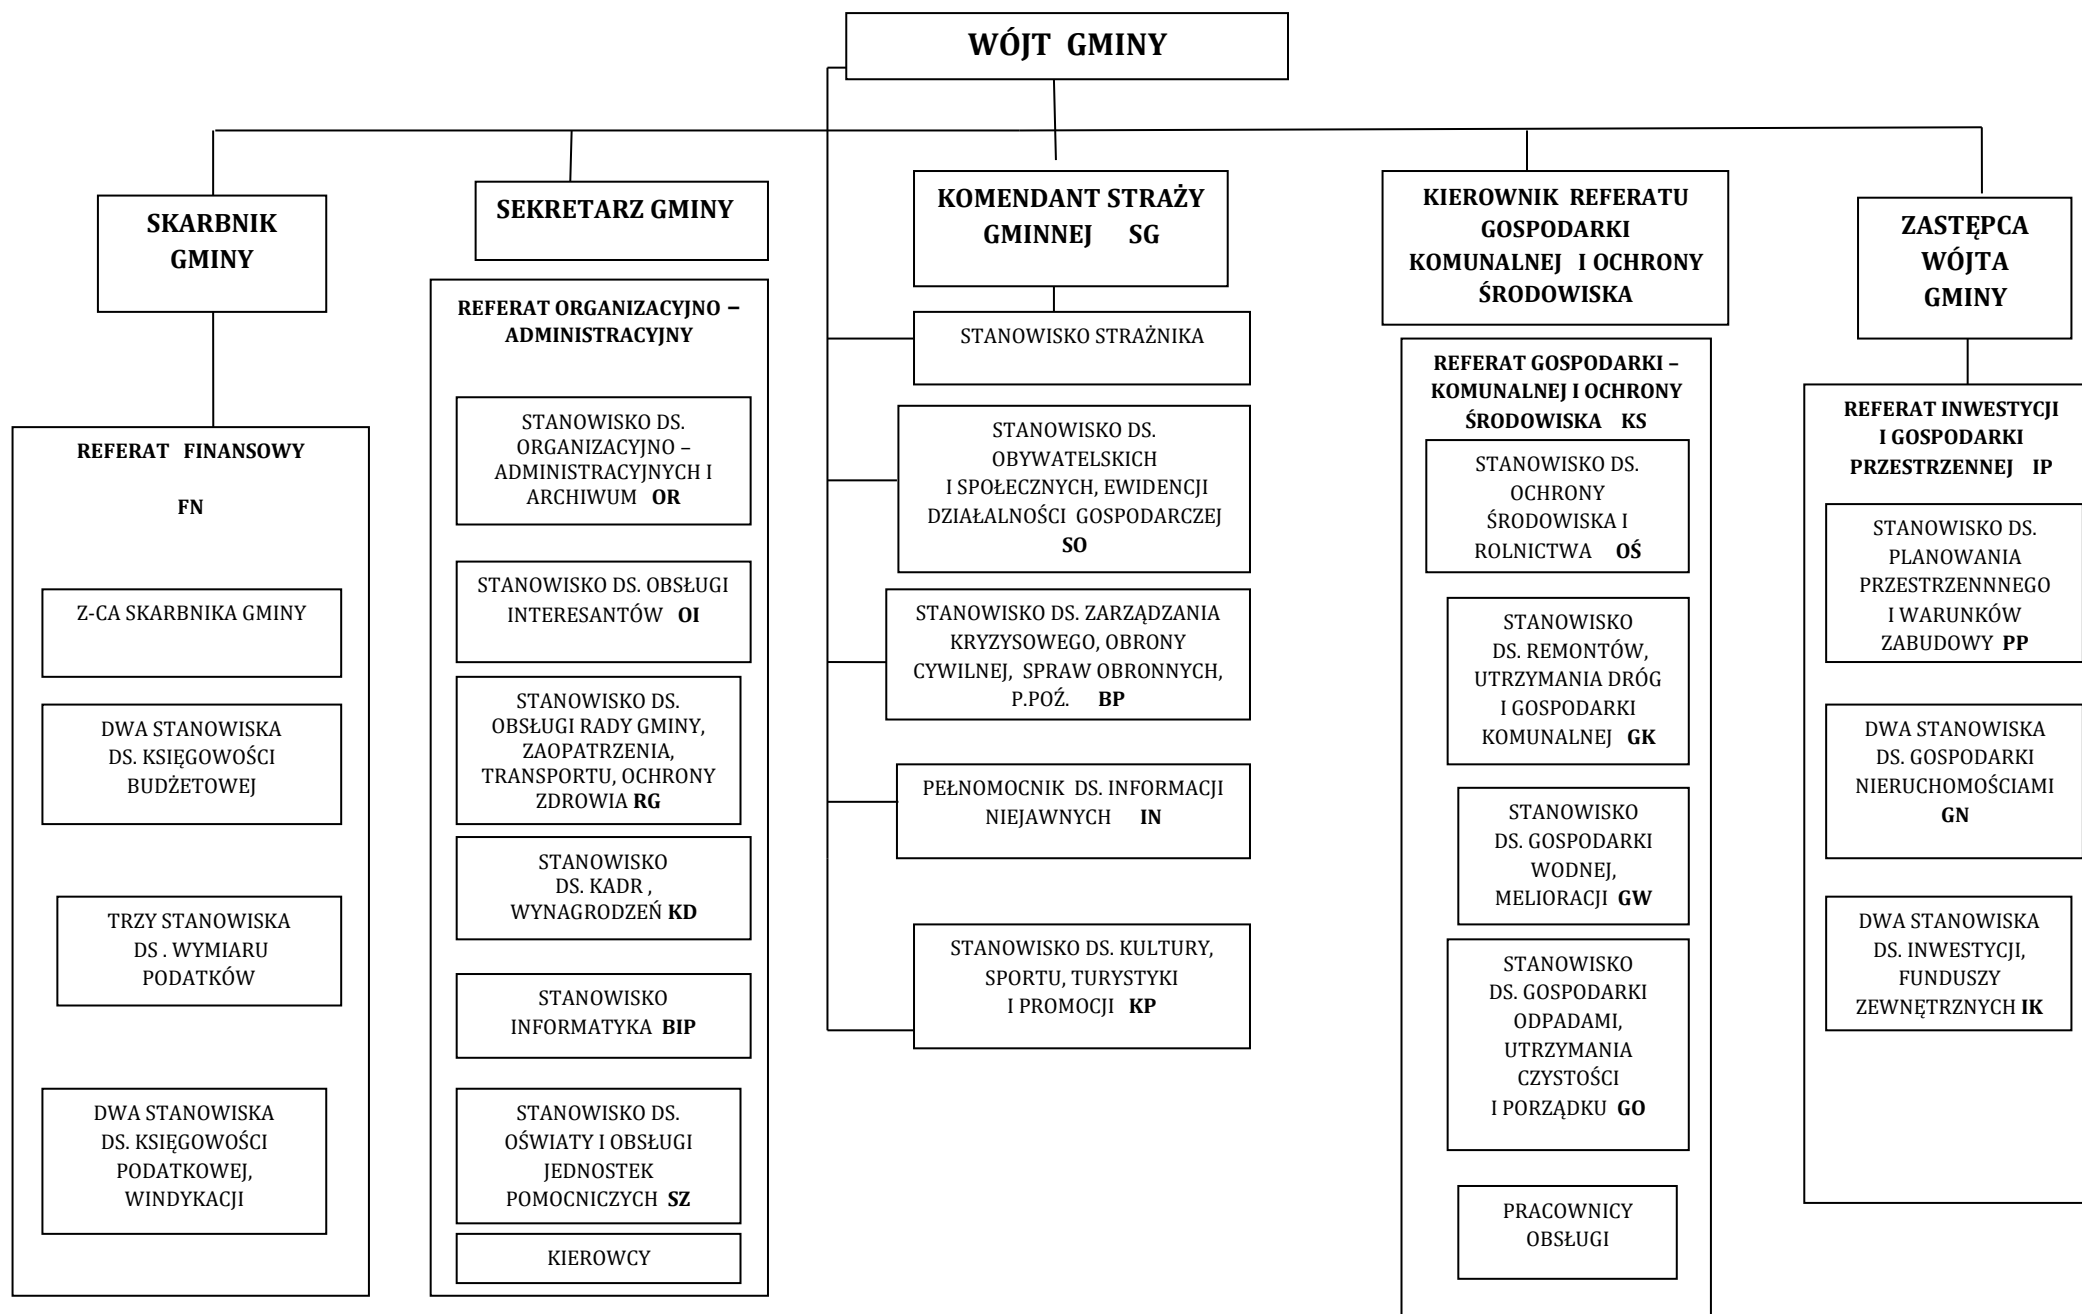 WÓJT GMINY
SKARBNIK
GMINY
REFERAT FINANSOWY
FN
Z-CA SKARBNIKA GMINY
DWA STANOWISKA
DS. KSIĘGOWOŚCI
BUDŻETOWEJ
TRZY STANOWISKA
DS . WYMIARU
PODATKÓW
DWA STANOWISKA
DS. KSIĘGOWOŚCI
PODATKOWEJ,
WINDYKACJI
SEKRETARZ GMINY
REFERAT ORGANIZACYJNO –
ADMINISTRACYJNY
STANOWISKO DS.
ORGANIZACYJNO –
ADMINISTRACYJNYCH I
ARCHIWUM OR
STANOWISKO DS. OBSŁUGI
INTERESANTÓW OI
STANOWISKO DS.
OBSŁUGI RADY GMINY,
ZAOPATRZENIA,
TRANSPORTU, OCHRONY
ZDROWIA RG
STANOWISKO
DS. KADR ,
WYNAGRODZEŃ KD
STANOWISKO
INFORMATYKA BIP
STANOWISKO DS.
OŚWIATY I OBSŁUGI
JEDNOSTEK
POMOCNICZYCH SZ
KIEROWCY
KOMENDANT STRAŻY
GMINNEJ SG
STANOWISKO STRAŻNIKA
STANOWISKO DS.
OBYWATELSKICH
I SPOŁECZNYCH, EWIDENCJI
DZIAŁALNOŚCI GOSPODARCZEJ
SO
STANOWISKO DS. ZARZĄDZANIA
KRYZYSOWEGO, OBRONY
CYWILNEJ, SPRAW OBRONNYCH,
P.POŹ. BP
PEŁNOMOCNIK DS. INFORMACJI
NIEJAWNYCH IN
STANOWISKO DS. KULTURY,
SPORTU, TURYSTYKI
I PROMOCJI KP
KIEROWNIK REFERATU
GOSPODARKI
KOMUNALNEJ I OCHRONY
ŚRODOWISKA
REFERAT GOSPODARKI –
KOMUNALNEJ I OCHRONY
ŚRODOWISKA KS
STANOWISKO DS.
OCHRONY
ŚRODOWISKA I
ROLNICTWA OŚ
STANOWISKO
DS. REMONTÓW,
UTRZYMANIA DRÓG
I GOSPODARKI
KOMUNALNEJ GK
STANOWISKO
DS. GOSPODARKI
WODNEJ,
MELIORACJI GW
STANOWISKO
DS. GOSPODARKI
ODPADAMI,
UTRZYMANIA
CZYSTOŚCI
I PORZĄDKU GO
PRACOWNICY
OBSŁUGI
ZASTĘPCA
WÓJTA
GMINY
REFERAT INWESTYCJI
I GOSPODARKI
PRZESTRZENNEJ IP
STANOWISKO DS.
PLANOWANIA
PRZESTRZENNNEGO
I WARUNKÓW
ZABUDOWY PP
DWA STANOWISKA
DS. GOSPODARKI
NIERUCHOMOŚCIAMI
GN
DWA STANOWISKA
DS. INWESTYCJI,
FUNDUSZY
ZEWNĘTRZNYCH IK